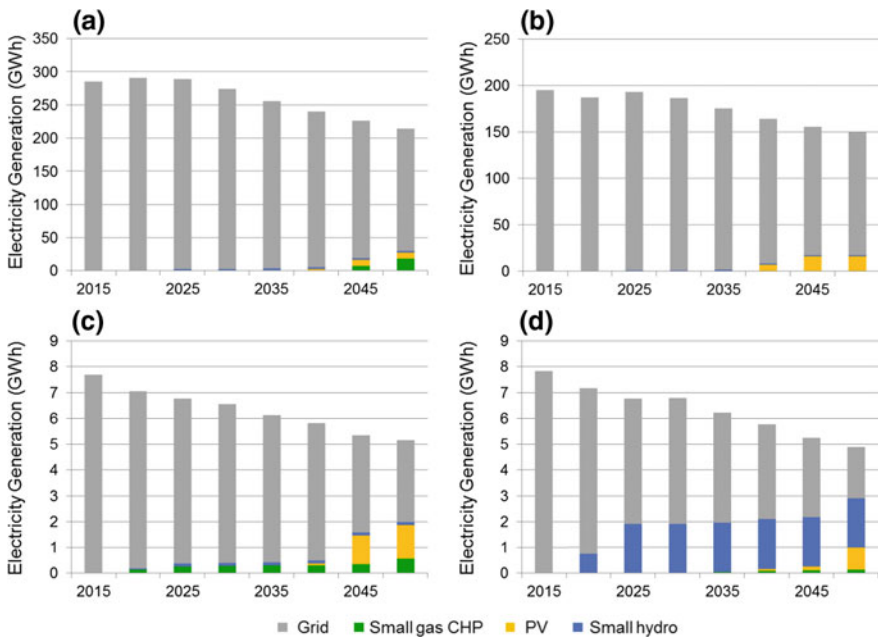 (a)
Electricity Generation (GWh)
350
300
250
200
150
100
50
0
2015 2025 2035 2045
(b)
Electricity Generation (GWh)
250
200
150
100
50
0
2015 2025 2035 2045
(c)
Electricity Generation (GWh)
9
8
7
6
5
4
3
2
1
0
2015 2025 2035 2045
(d)
Electricity Generation (GWh)
9
8
7
6
5
4
3
2
1
0
2015 2025 2035 2045
Grid Small gas CHP PV Small hydro